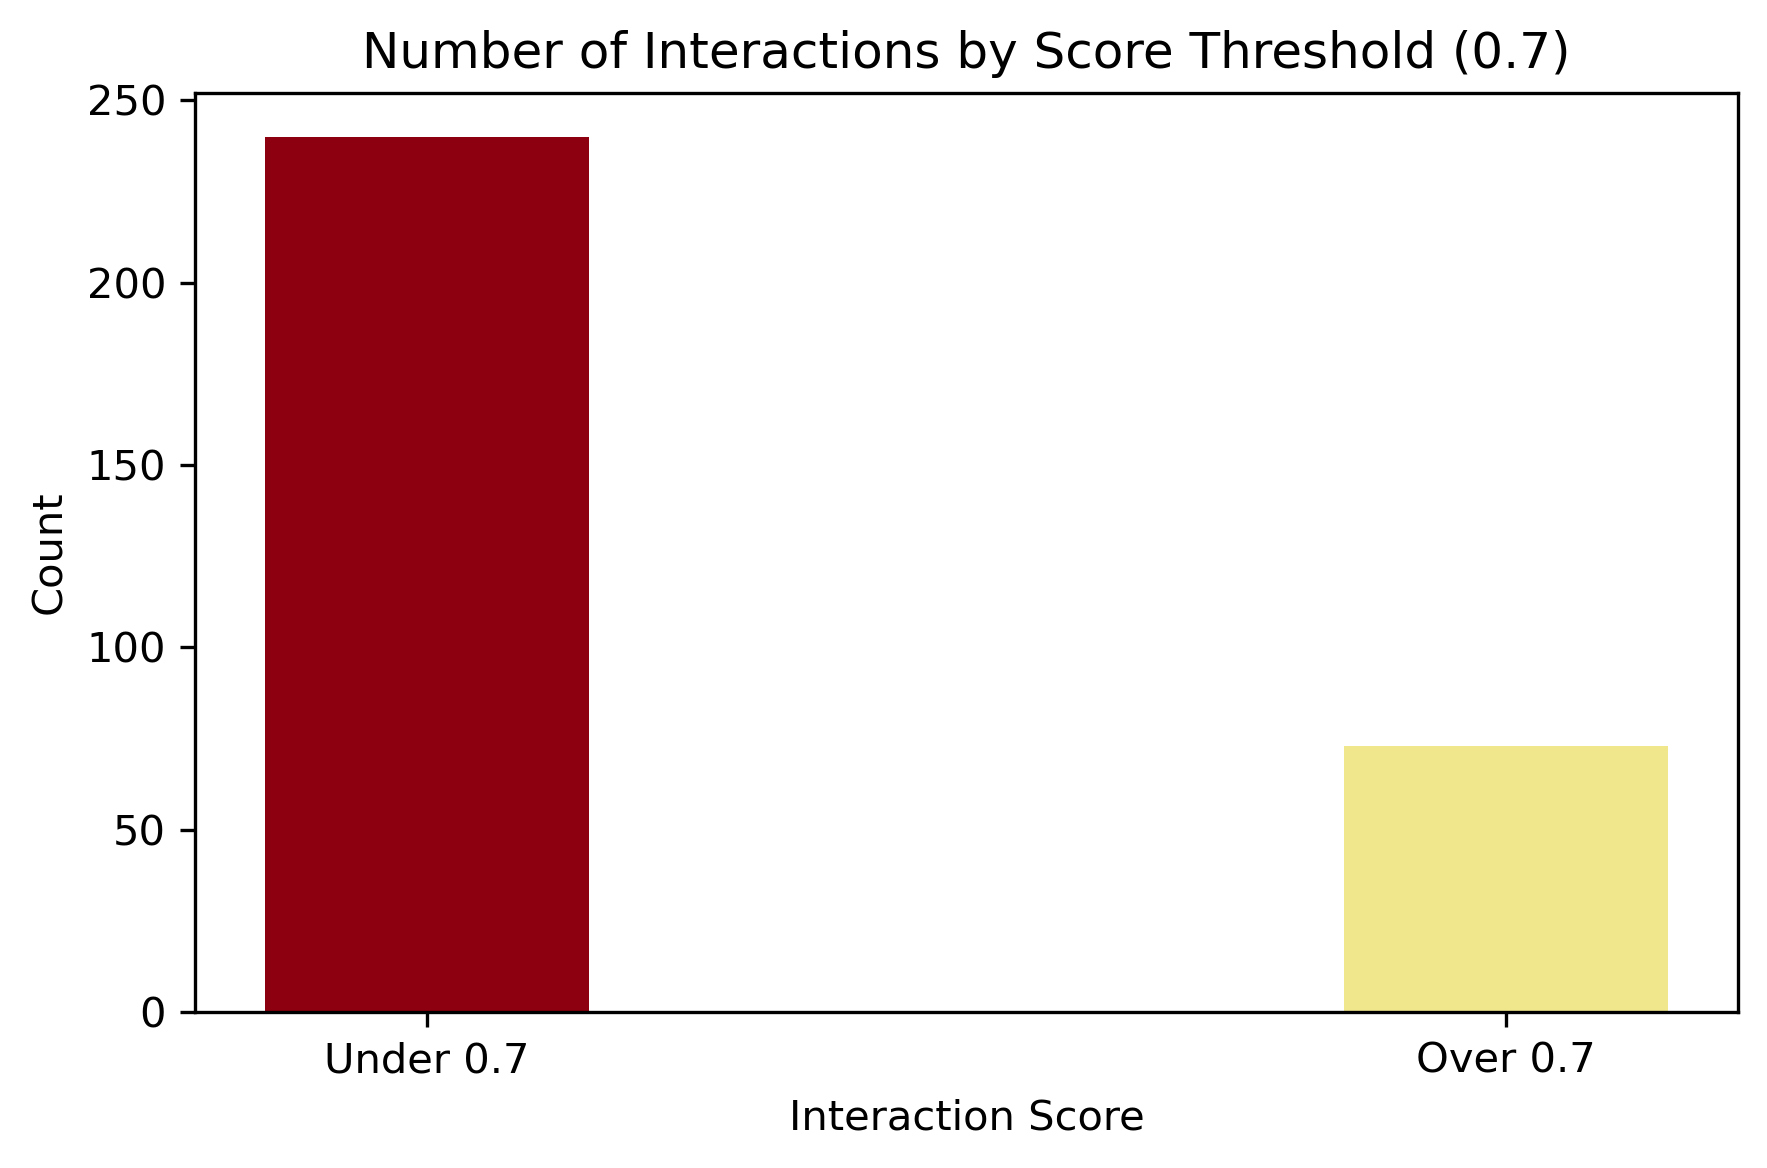 Number of Interactions by Score Threshold (0.7)
250
200
150
100
50
0
Count
Under 0.7
Over 0.7
Interaction Score